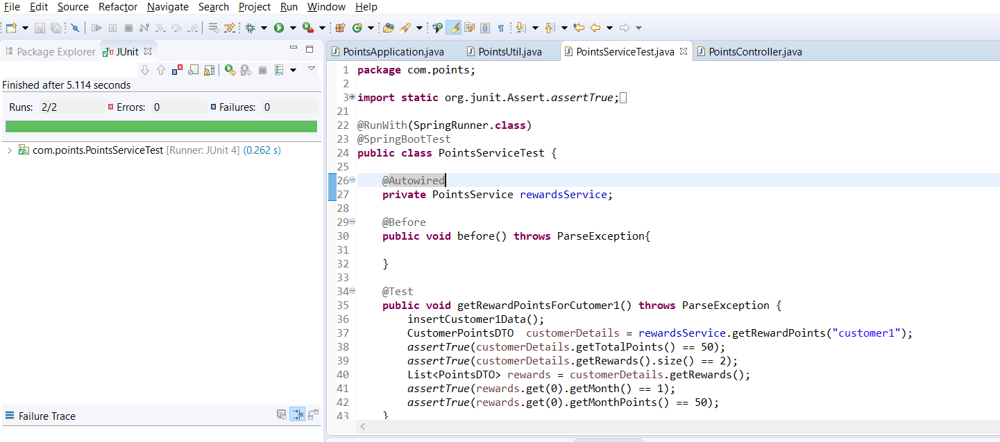 File Edit Source Refactor Navigate Search Project Run Window Help
Package Explorer JUnit
Finished after 5.114 seconds
Runs: 2/2 Errors: 0 Failures: 0
com.points.PointsServiceTest [Runner: JUnit 4] (0.262 s)
Failure Trace
PointsApplication.java PointsUtil.java PointsServiceTest.java PointsController.java
1 package com.points;
2
3 import static org.junit.Assert.assertTrue;
21
22 @RunWith(SpringRunner.class)
23 @SpringBootTest
24 public class PointsServiceTest {
25
26 @Autowired
27 private PointsService rewardsService;
28
29 @Before
30 public void before() throws ParseException{
31
32 }
33
34 @Test
35 public void getRewardPointsForCutomer1() throws ParseException {
36 insertCustomer1Data();
37 CustomerPointsDTO customerDetails = rewardsService.getRewardPoints("customer1");
38 assertTrue(customerDetails.getTotalPoints() == 50);
39 assertTrue(customerDetails.getRewards().size() == 2);
40 List<PointsDTO> rewards = customerDetails.getRewards();
41 assertTrue(rewards.get(0).getMonth() == 1);
42 assertTrue(rewards.get(0).getMonthPoints() == 50);
43 }